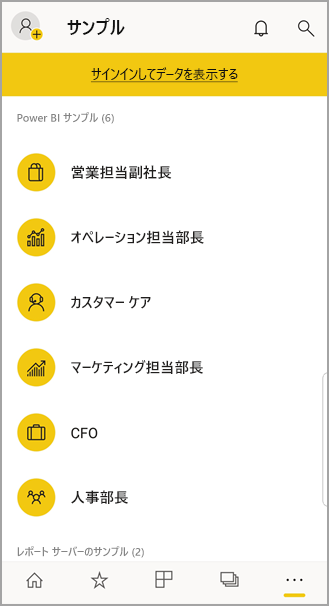 サンプル
サインインしてデータを表示する
Power BI サンプル (6)
営業担当副社長
オペレーション担当部長
カスタマー ケア
マーケティング担当部長
CFO
人事部長
レポート サーバーのサンプル (2)